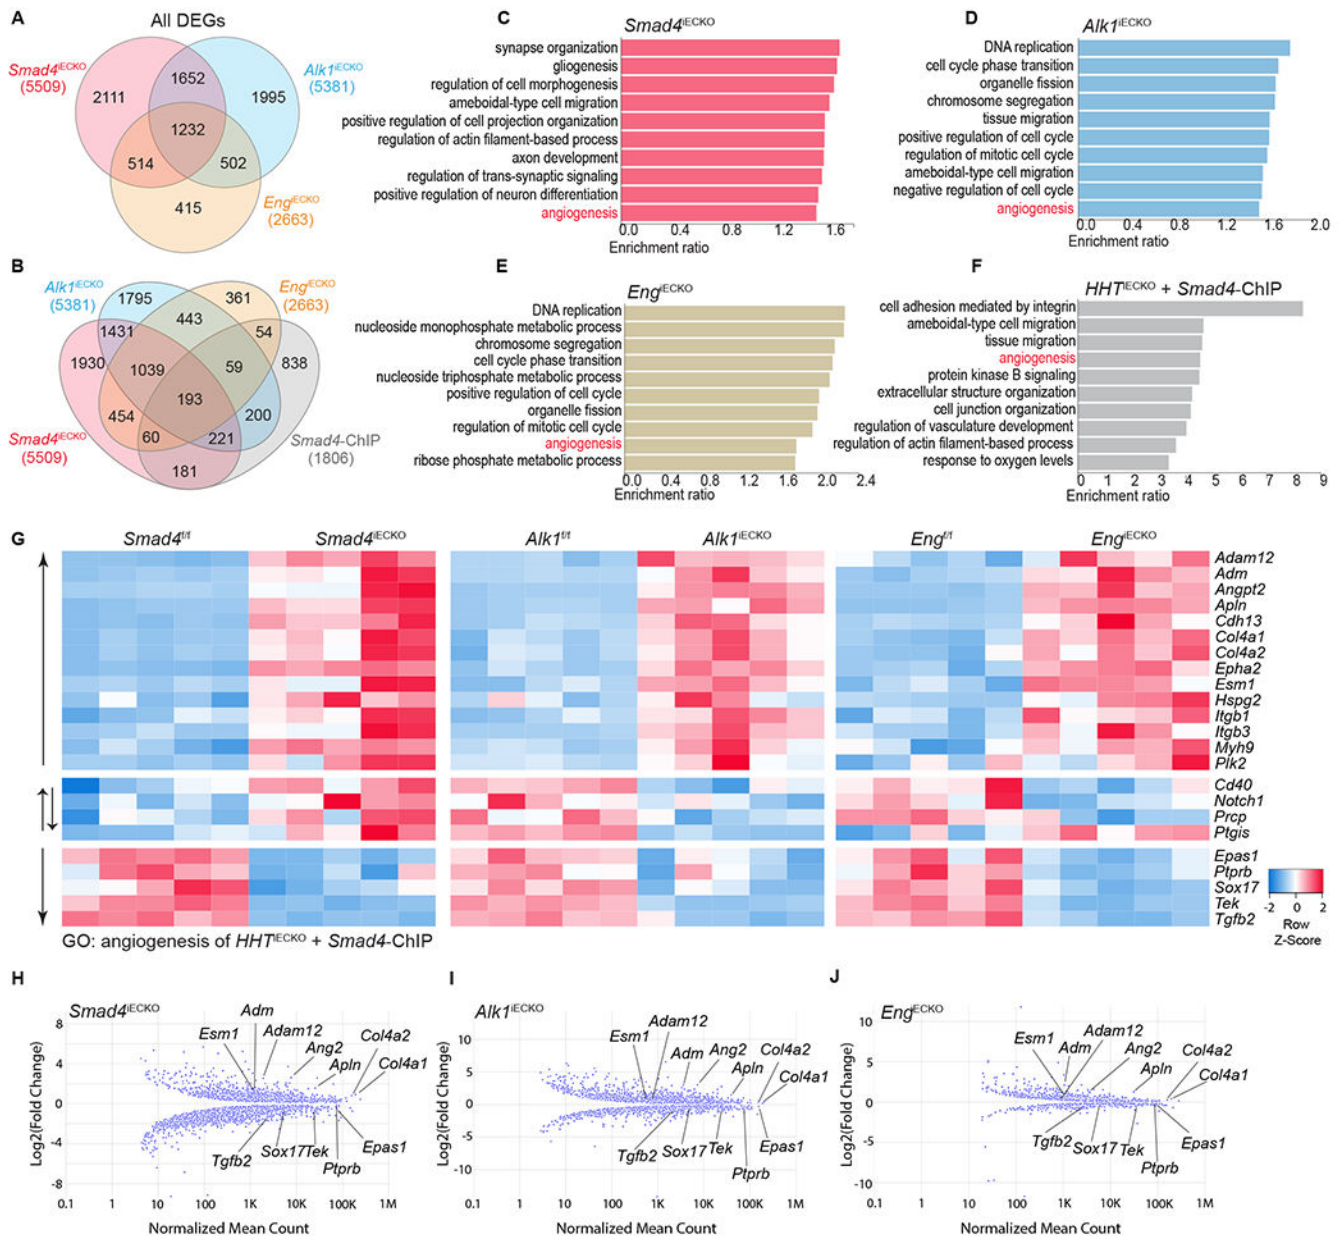 A
All DEGs
Smad4iECKO
(5509)
Alk1iECKO
(5381)
EngiECKO
(2663)
2111
1652
1995
1232
514
502
415
B
Alk1iECKO
(5381)
EngiECKO
(2663)
Smad4iECKO
(5509)
Smad4-ChIP
(1806)
1795
361
443
1431
54
1930
1039
59
838
193
454
200
60
221
181
C
Smad4iECKO
synapse organization
gliogenesis
regulation of cell morphogenesis
ameboidal-type cell migration
positive regulation of cell projection organization
regulation of actin filament-based process
axon development
regulation of trans-synaptic signaling
positive regulation of neuron differentiation
angiogenesis
0.0 0.4 0.8 1.2 1.6
Enrichment ratio
D
Alk1iECKO
DNA replication
cell cycle phase transition
organelle fission
chromosome segregation
tissue migration
positive regulation of cell cycle
regulation of mitotic cell cycle
ameboidal-type cell migration
negative regulation of cell cycle
angiogenesis
0.0 0.4 0.8 1.2 1.6 2.0
Enrichment ratio
E
EngiECKO
DNA replication
nucleoside monophosphate metabolic process
chromosome segregation
cell cycle phase transition
nucleoside triphosphate metabolic process
positive regulation of cell cycle
organelle fission
regulation of mitotic cell cycle
angiogenesis
ribose phosphate metabolic process
0.0 0.4 0.8 1.2 1.6 2.0 2.4
Enrichment ratio
F
HHTiECKO + Smad4-ChIP
cell adhesion mediated by integrin
ameboidal-type cell migration
tissue migration
angiogenesis
protein kinase B signaling
extracellular structure organization
cell junction organization
regulation of vasculature development
regulation of actin filament-based process
response to oxygen levels
0 1 2 3 4 5 6 7 8 9
Enrichment ratio
G
Smad4f/f Smad4iECKO Alk1f/f Alk1iECKO Engf/f EngiECKO
Adam12
Adm
Angpt2
Apln
Cdh13
Col4a1
Col4a2
Epha2
Esm1
Hspg2
Itgb1
Itgb3
Myh9
Plk2
Cd40
Notch1
Prcp
Ptgis
Epas1
Ptprb
Sox17
Tek
Tgfb2
-2 0 2
Row
Z-Score
GO: angiogenesis of HHTiECKO + Smad4-ChIP
H
Smad4iECKO
Log2(Fold Change)
8
4
0
-4
-8
Adm
Esm1
Adam12
Ang2
Apln
Col4a2
Col4a1
Tgfb2
Sox17
Tek
Ptprb
Epas1
0.1 1 10 100 1K 10K 100K 1M
Normalized Mean Count
I
Alk1iECKO
Log2(Fold Change)
10
5
0
-5
-10
Esm1
Adam12
Adm
Ang2
Apln
Col4a2
Col4a1
Tgfb2
Sox17
Tek
Ptprb
Epas1
0.1 1 10 100 1K 10K 100K 1M
Normalized Mean Count
J
EngiECKO
Log2(Fold Change)
10
5
0
-5
-10
Esm1
Adam12
Adm
Ang2
Apln
Col4a2
Col4a1
Tgfb2
Sox17
Tek
Ptprb
Epas1
0.1 1 10 100 1K 10K 100K 1M
Normalized Mean Count